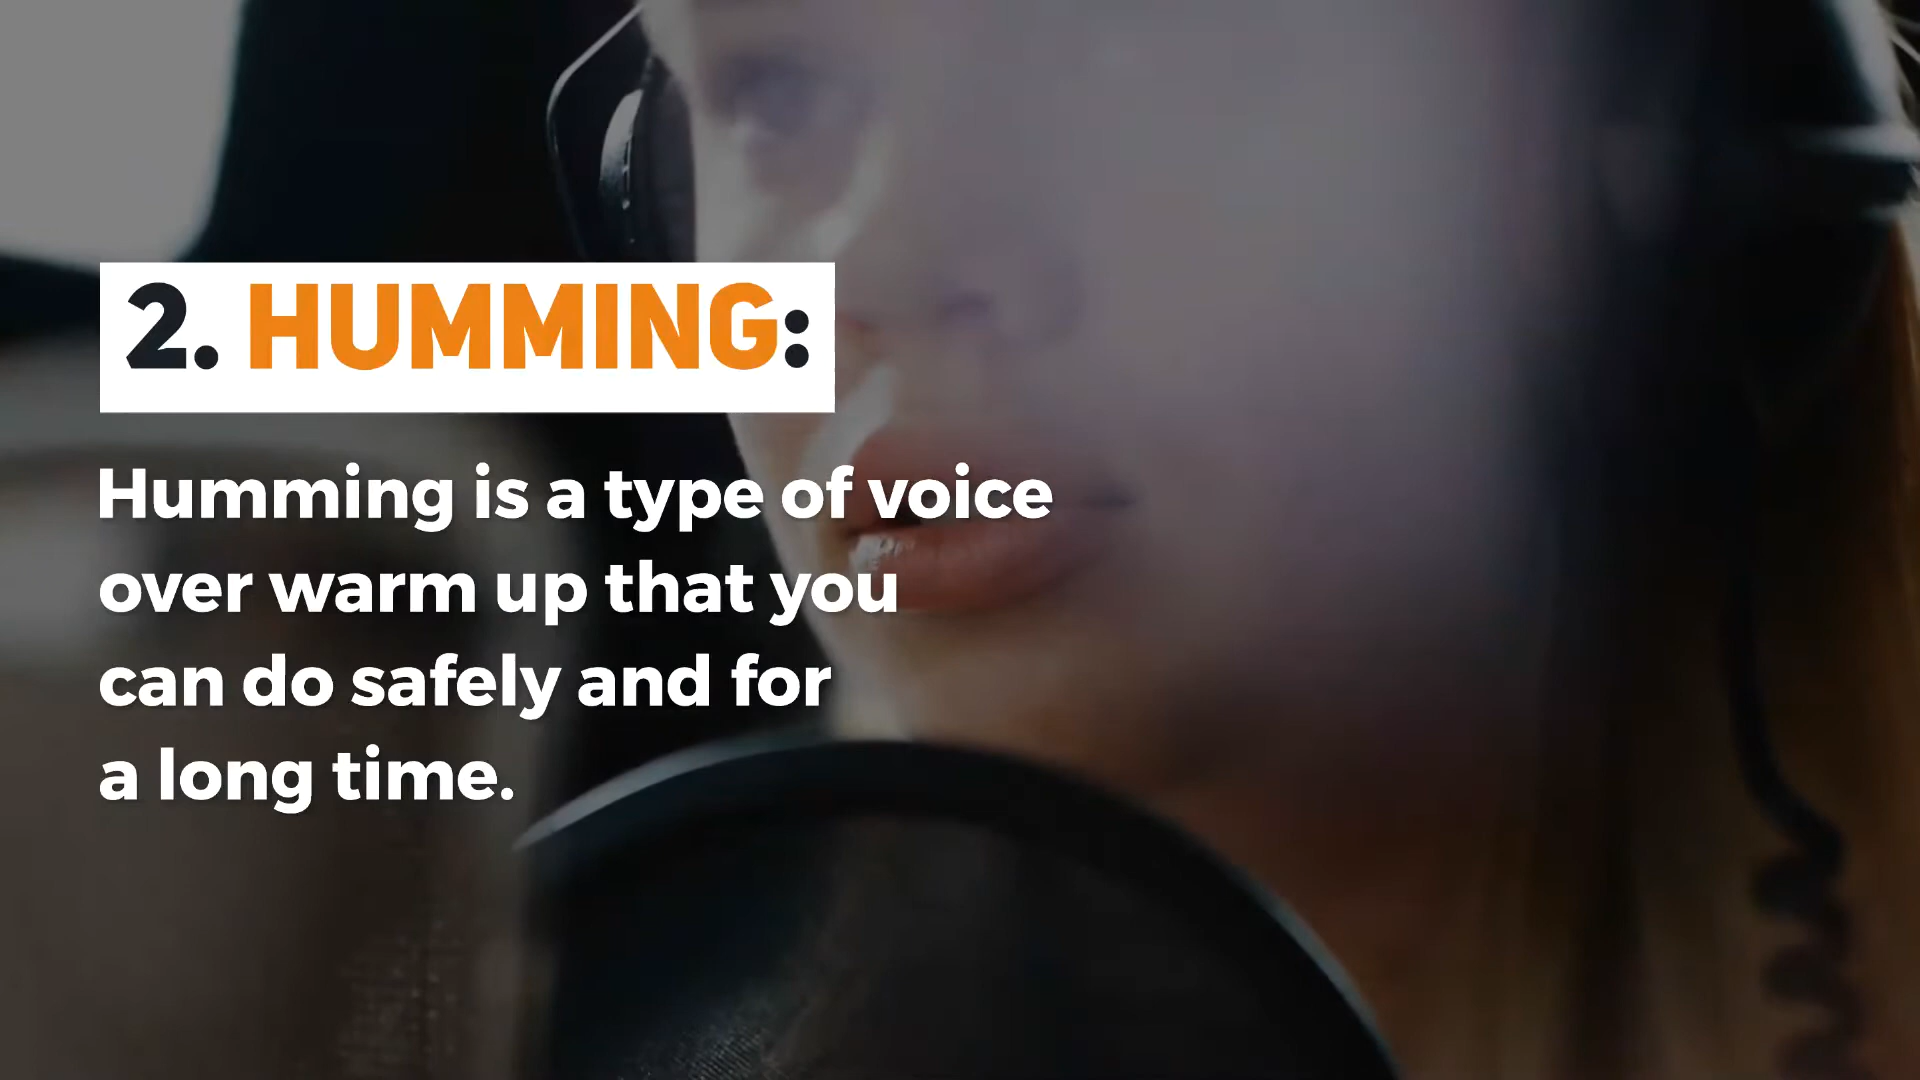 2. HUMMING:
Humming is a type of voice
over warm up that you
can do safely and for
a long time.